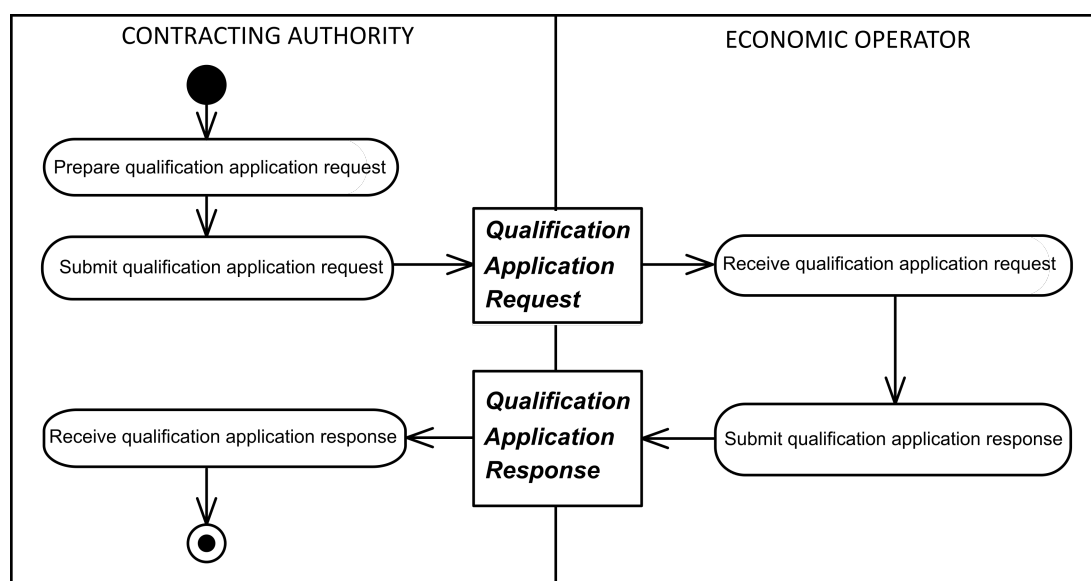 CONTRACTING AUTHORITY
ECONOMIC OPERATOR
Prepare qualification application request
Submit qualification application request
Qualification
Application
Request
Receive qualification application request
Receive qualification application response
Qualification
Application
Response
Submit qualification application response